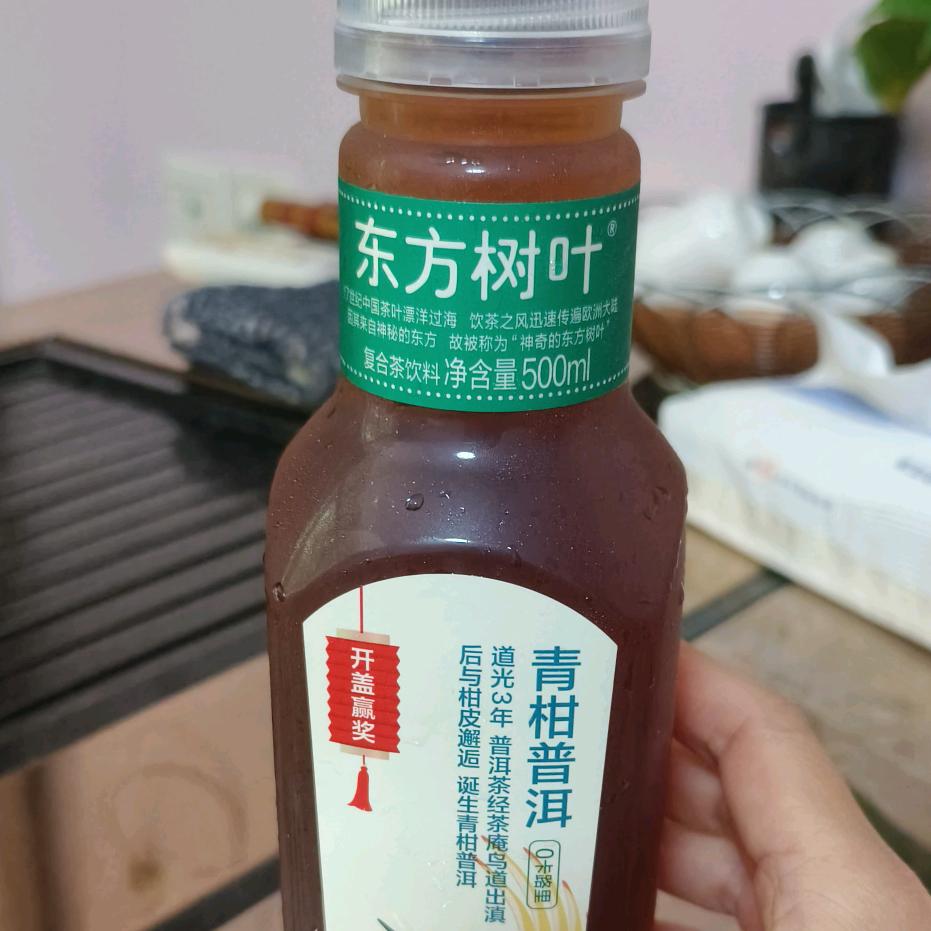 东方树叶®
17世纪中国茶叶漂洋过海 饮茶之风迅速传遍欧洲大陆
因其来自神秘的东方 故被称为“神奇的东方树叶”
复合茶饮料 净含量500ml
开盖赢奖
青柑普洱
0卡路里
道光3年 普洱茶经茶庵鸟道出滇
后与柑皮邂逅 诞生青柑普洱